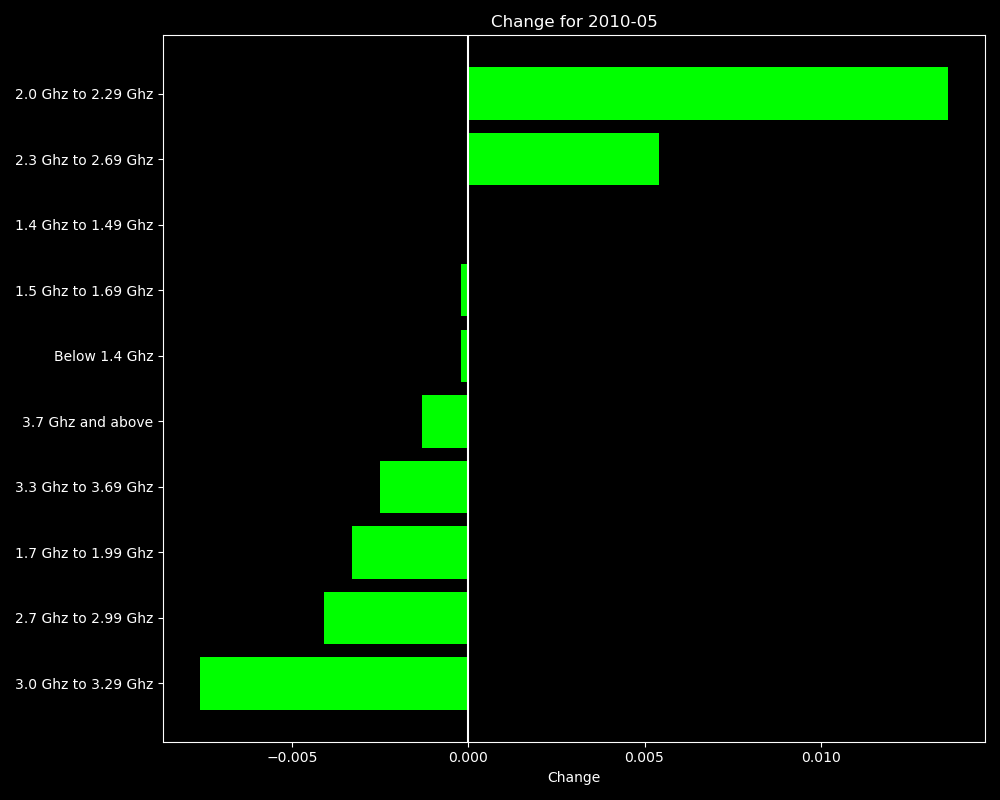 Change for 2010-05
2.0 Ghz to 2.29 Ghz
2.3 Ghz to 2.69 Ghz
1.4 Ghz to 1.49 Ghz
1.5 Ghz to 1.69 Ghz
Below 1.4 Ghz
3.7 Ghz and above
3.3 Ghz to 3.69 Ghz
1.7 Ghz to 1.99 Ghz
2.7 Ghz to 2.99 Ghz
3.0 Ghz to 3.29 Ghz
−0.005 0.000 0.005 0.010
Change